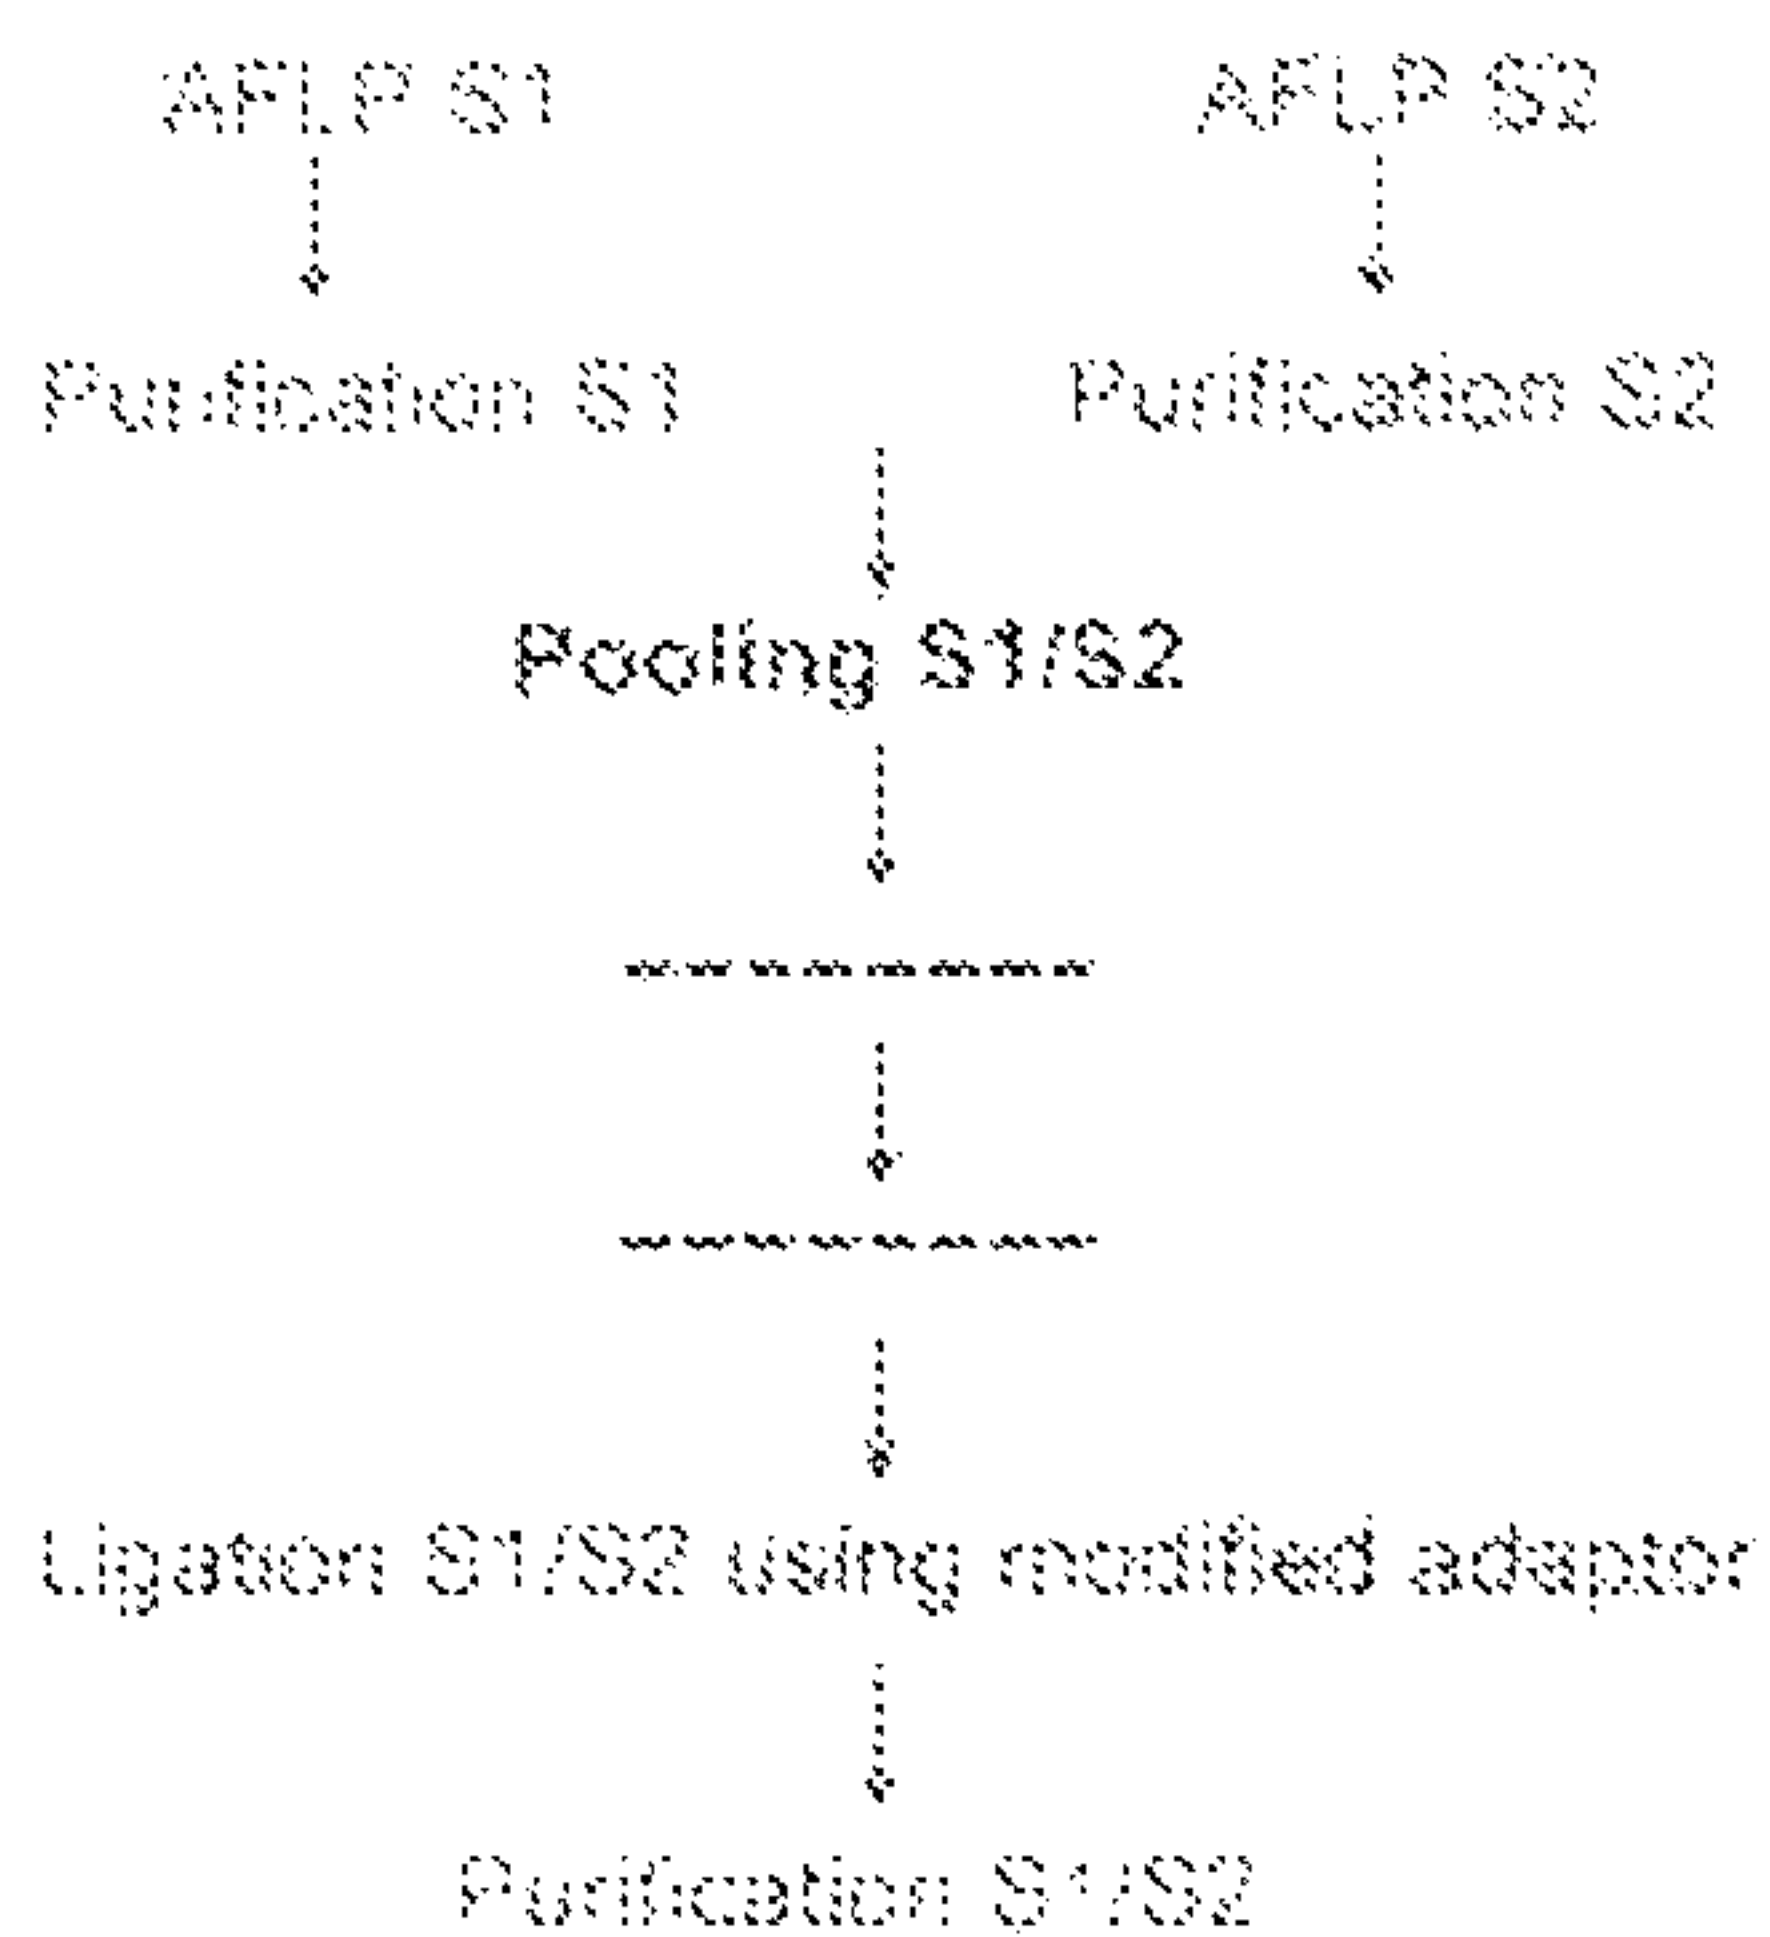 AFLP S1 AFLP S2
Purification S1 Purification S2
Pooling S1/S2
--------
--------
Ligation S1/S2 using modified adaptor
Purification S1/S2